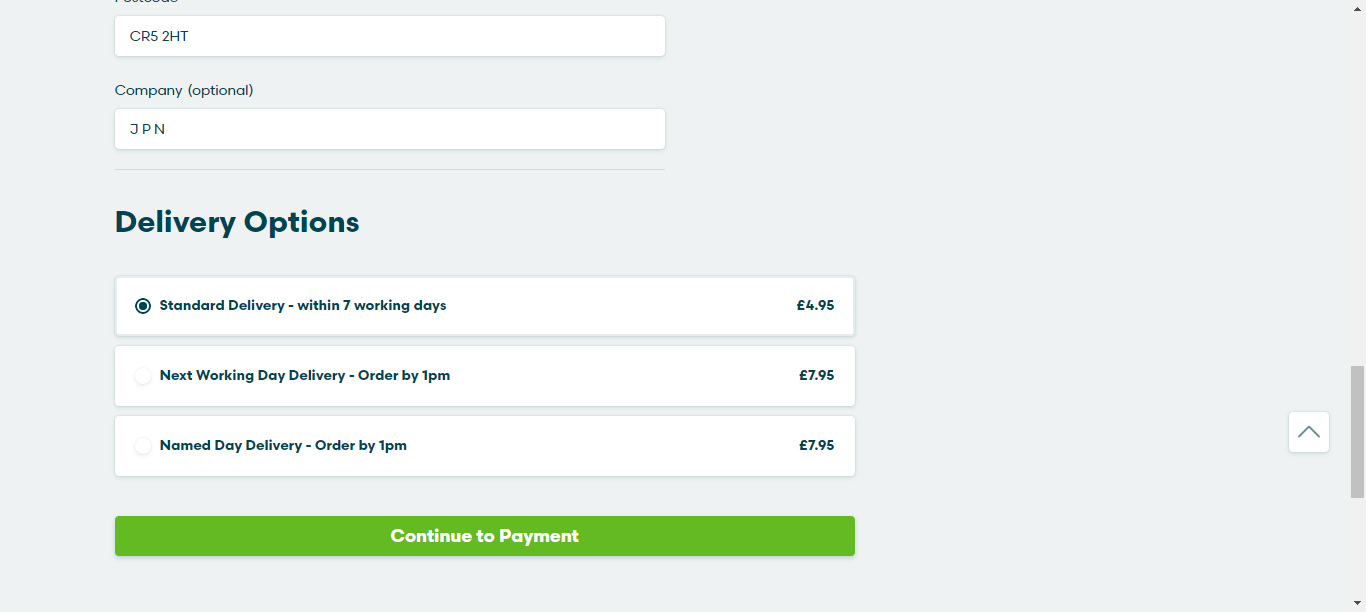 CR5 2HT
Company (optional)
J P N
Delivery Options
Standard Delivery - within 7 working days £4.95
Next Working Day Delivery - Order by 1pm £7.95
Named Day Delivery - Order by 1pm £7.95
Continue to Payment